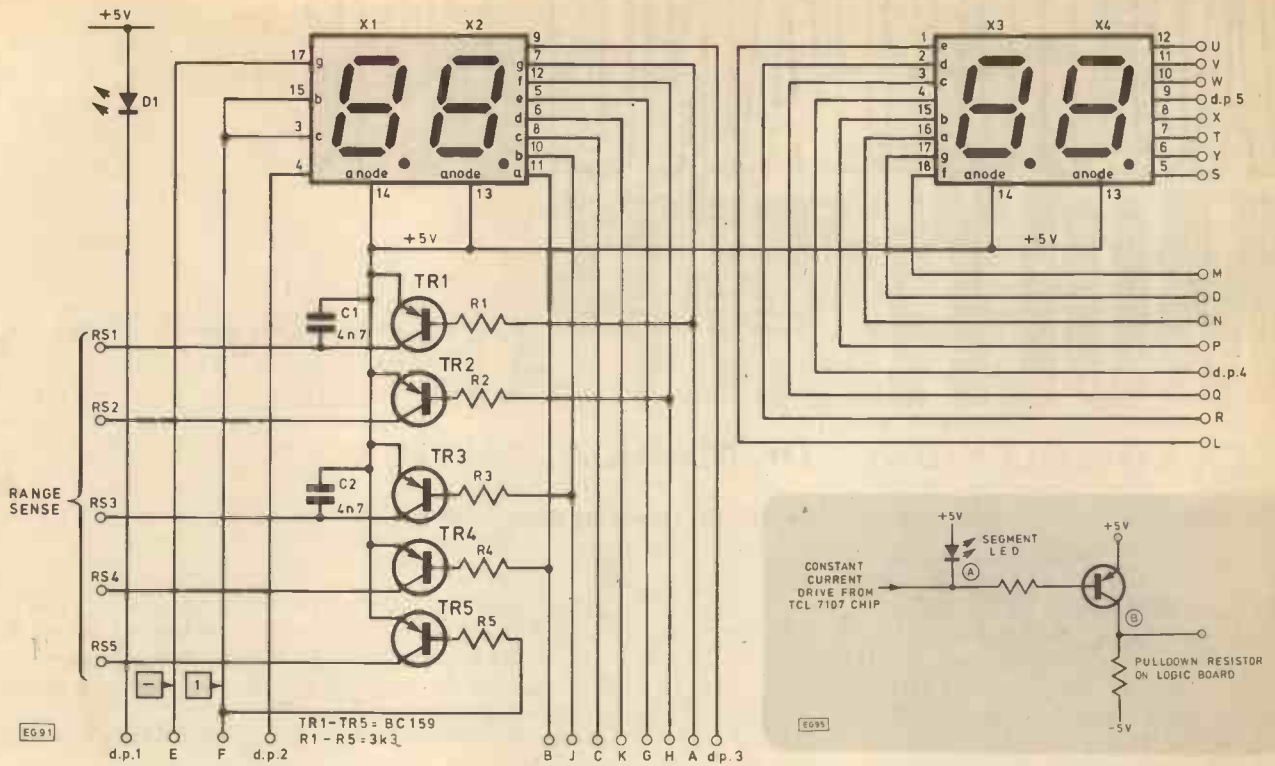 +5V
D1
X1 X2
17 g
15 b
3 c
4
9
7 g
12 f
5 e
6 d
8 c
10 b
11 a
anode anode
14 13
+5V
X3 X4
1 e
2 d
3 c
4
15 b
16 a
17 g
18 f
12 U
11 V
10 W
9 d.p.5
8 X
7 T
6 Y
5 S
anode anode
14 13
+5V
M
D
N
P
d.p.4
Q
R
L
TR1
R1
C1
4n7
RS1
TR2
R2
RS2
TR3
R3
C2
4n7
RS3
TR4
R4
RS4
TR5
R5
RS5
RANGE
SENSE
− 1
TR1-TR5= BC159
R1-R5=3k3
EG91
d.p.1 E F d.p.2 B J C K G H A d.p.3
+5V
SEGMENT
LED
+5V
A
CONSTANT
CURRENT
DRIVE FROM
TCL 7107 CHIP
B
PULLDOWN RESISTOR
ON LOGIC BOARD
-5V
EG95